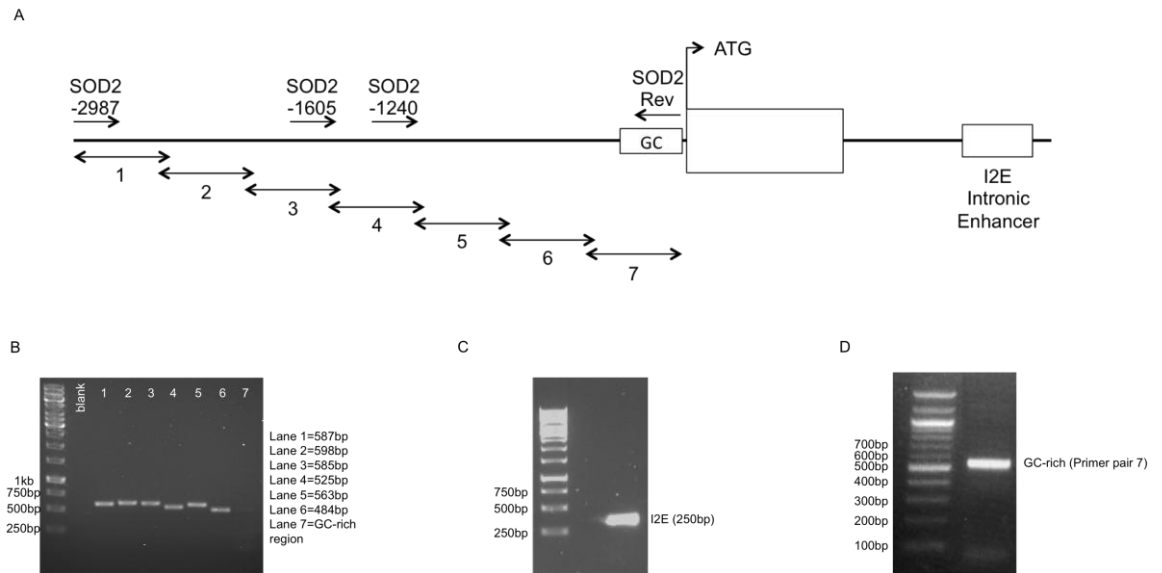 A
SOD2
-2987
SOD2
-1605
SOD2
-1240
SOD2
Rev
ATG
GC
I2E
Intronic
Enhancer
1
2
3
4
5
6
7
B
blank
1 2 3 4 5 6 7
1kb
750bp
500bp
250bp
Lane 1=587bp
Lane 2=598bp
Lane 3=585bp
Lane 4=525bp
Lane 5=563bp
Lane 6=484bp
Lane 7=GC-rich
region
C
750bp
500bp
250bp
I2E (250bp)
D
700bp
600bp
500bp
400bp
300bp
200bp
100bp
GC-rich (Primer pair 7)